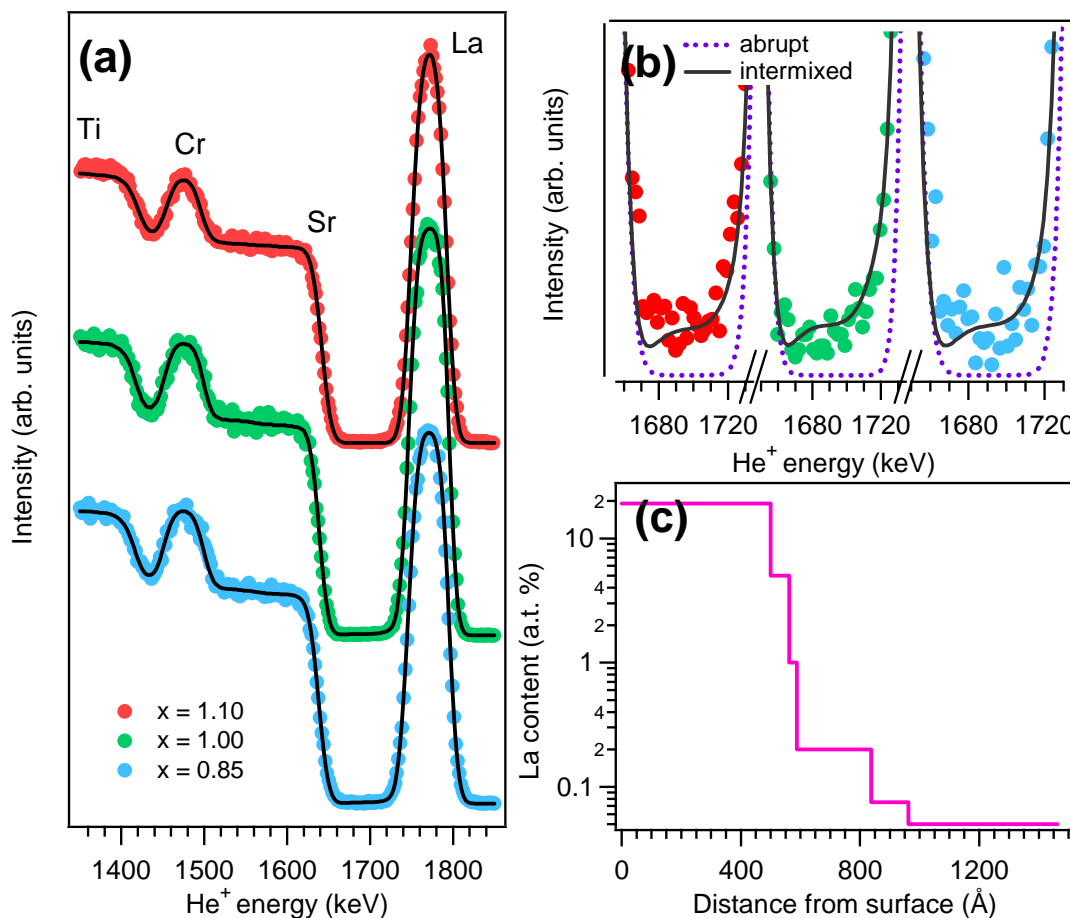 (a)
La
Ti
Cr
Sr
x = 1.10
x = 1.00
x = 0.85
Intensity (arb. units)
1400 1500 1600 1700 1800
He+ energy (keV)
(b)
abrupt
intermixed
Intensity (arb. units)
1680 1720 1680 1720 1680 1720
He+ energy (keV)
(c)
La content (a.t. %)
2
10
4
2
1
4
2
0.1
0 400 800 1200
Distance from surface (Å)